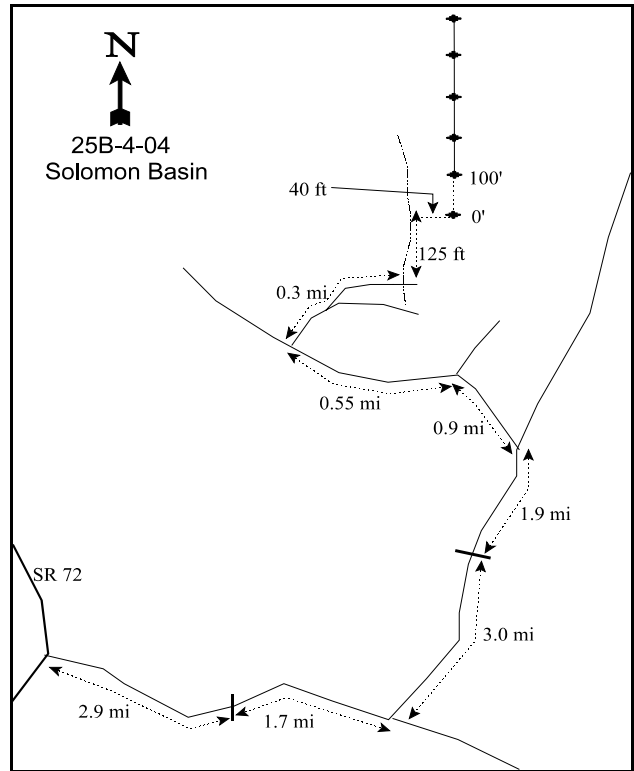 N
25B-4-04
Solomon Basin
100'
40 ft
0'
125 ft
0.3 mi
0.55 mi
0.9 mi
1.9 mi
SR 72
3.0 mi
2.9 mi
1.7 mi